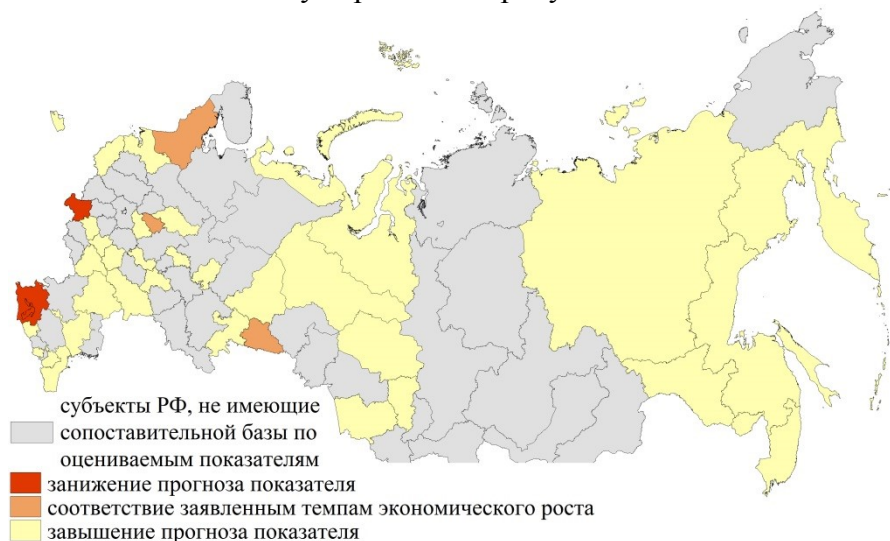 субъекты РФ, не имеющие
сопоставительной базы по
оцениваемым показателям
занижение прогноза показателя
соответствие заявленным темпам экономического роста
завышение прогноза показателя